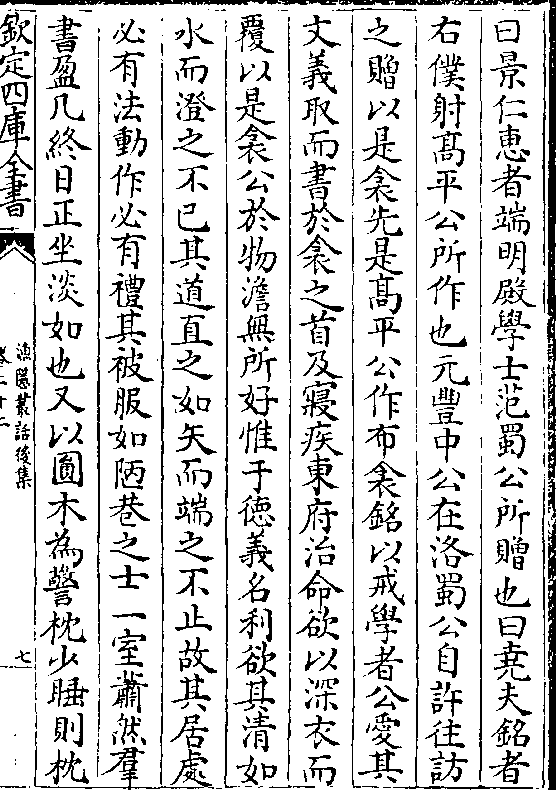 曰景仁惠者端明殿學士范蜀公所贈也曰堯夫銘者
右僕射髙平公所作也元豐中公在洛蜀公自許往訪
之贈以是衾先是髙平公作布衾銘以戒學者公愛其
文義取而書於衾之首及寢疾東府治命欲以深衣而
覆以是衾公於物澹無所好惟于徳義名利欲其清如
水而澄之不已其道直之如矢而端之不止故其居處
必有法動作必有禮其被服如陋巷之士一室蕭然羣
書盈几終日正坐淡如也又以圓木為警枕少睡則枕
欽定四庫全書
漁隠叢話後集
卷二十二
七